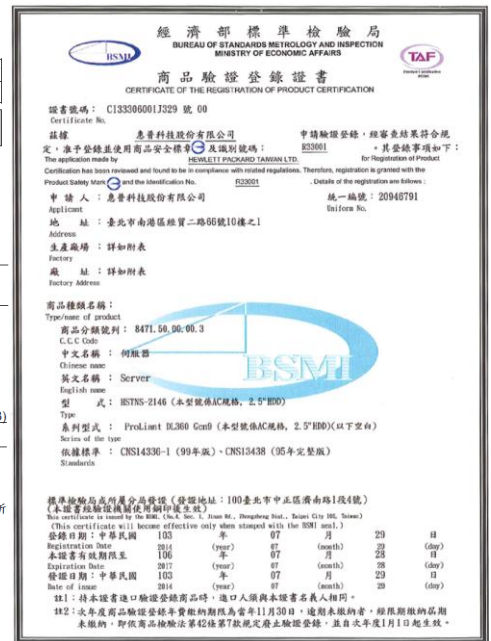 經濟部標準檢驗局
BUREAU OF STANDARDS METROLOGY AND INSPECTION
MINISTRY OF ECONOMIC AFFAIRS
BSMI
TAF
商品驗證登錄證書
CERTIFICATE OF THE REGISTRATION OF PRODUCT CERTIFICATION
證書號碼： CI33306001J329 號 00
Certificate No.
茲據 惠普科技股份有限公司 申請驗證登錄，經審查結果符合規
定，准予登錄並使用商品安全標章 及識別號碼： R33001 。其登錄事項如下：
The application made by HEWLETT PACKARD TAIWAN LTD. for Registration of Product
Certification has been reviewed and found to be in compliance with related regulations. Therefore, registration is granted with the
Product Safety Mark and the Identification No. R33001 . Details of the registration are follows :
申請人：惠普科技股份有限公司 統一編號：20946791
Applicant Uniform No.
地址：臺北市南港區經貿二路66號10樓之1
Address
生產廠場：詳如附表
Factory
廠址：詳如附表
Factory Address
商品種類名稱：
Type/name of product
商品分類號列： 8471.50.00.00.3
C.C.C Code
中文名稱 ： 伺服器
Chinese name
英文名稱 ： Server
English name
BSMI
型式： HSTNS-2146 (本型號係AC規格, 2.5"HDD)
Type
系列型式 ： ProLiant DL360 Gen9 (本型號係AC規格, 2.5"HDD)(以下空白)
Series of the type
依據標準 ： CNS14336-1 (99年版)、CNS13438 (95年完整版)
Standards
標準檢驗局或所屬分局發證 (發證地址：100臺北市中正區濟南路1段4號)
(本證書經驗證機關使用鋼印後生效)
This certificate is issued by the BSMI, (No.4, Sec. 1, Jinan Rd., Zhongzheng Dist., Taipei City 100, Taiwan)
(This certificate will become effective only when stamped with the BSMI seal.)
登錄日期：中華民國 103 年 07 月 29 日
Registration Date 2014 (year) 07 (month) 29 (day)
本證書有效期限至 106 年 07 月 28 日
Expiration Date 2017 (year) 07 (month) 28 (day)
發證日期：中華民國 103 年 07 月 29 日
Date of issue 2014 (year) 07 (month) 29 (day)
註1：持本證書進口驗證登錄商品時，進口人須與本證書名義人相同。
註2：次年度商品驗證登錄年費繳納期限為當年11月30日，逾期未繳納者，經限期繳納屆期
未繳納，即依商品檢驗法第42條第7款規定廢止驗證登錄，並自次年度1月1日起生效。
所